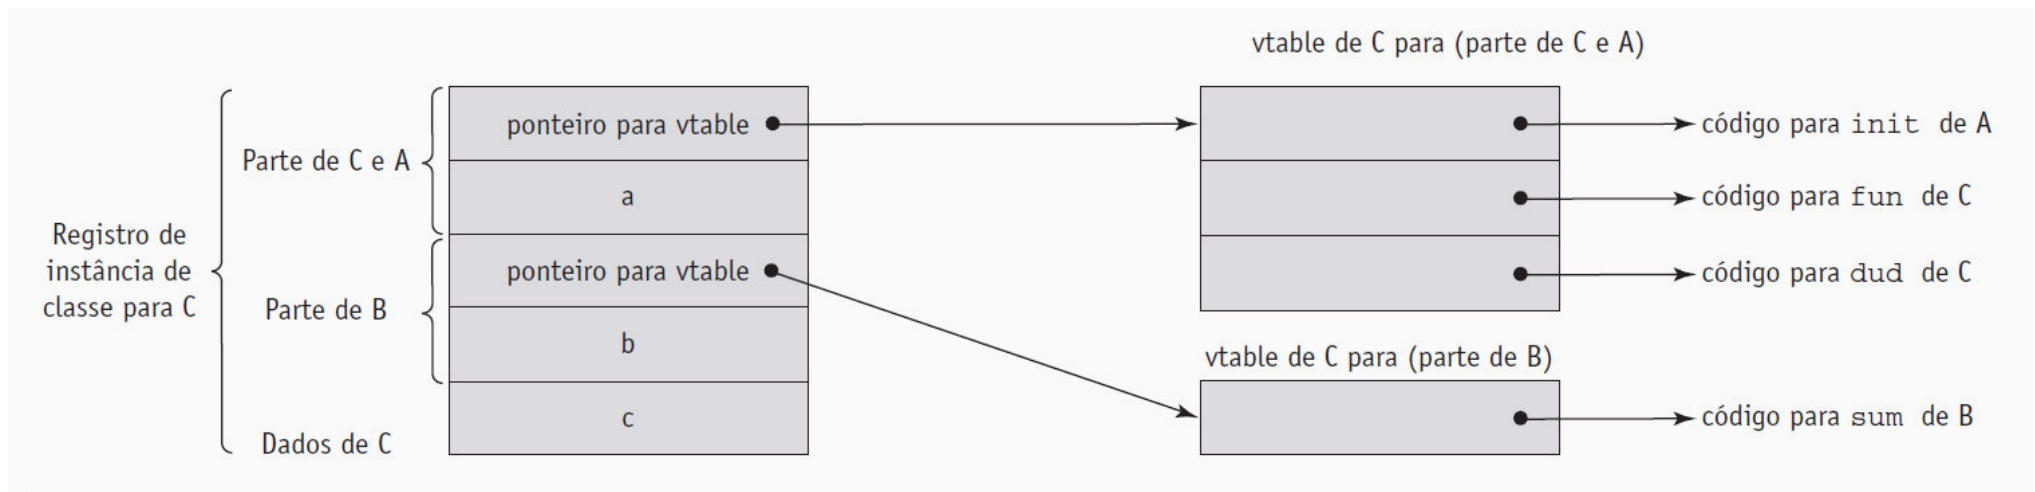 vtable de C para (parte de C e A)
ponteiro para vtable
código para init de A
Parte de C e A
a
código para fun de C
Registro de
instância de
classe para C
ponteiro para vtable
código para dud de C
Parte de B
b
vtable de C para (parte de B)
c
código para sum de B
Dados de C